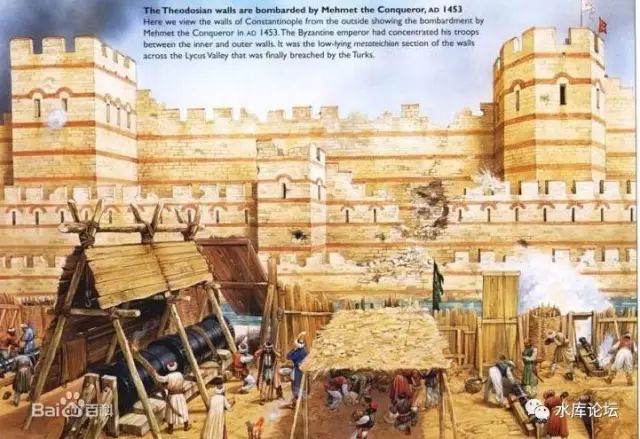 The Theodosian walls are bombarded by Mehmet the Conqueror, AD 1453
Here we view the walls of Constantinople from the outside showing the bombardment by
Mehmet the Conqueror in AD 1453. The Byzantine emperor had concentrated his troops
between the inner and outer walls. It was the low-lying mesoteichion section of the walls
across the Lycus Valley that was finally breached by the Turks.
Bai百科
水库论坛